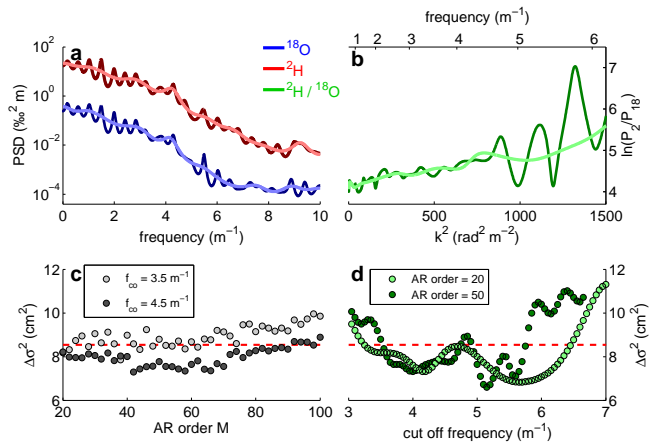 frequency (m⁻¹)
1 2 3 4 5 6
a
b
¹⁸O
²H
²H / ¹⁸O
10² 10⁰ 10⁻² 10⁻⁴
PSD (‰² m)
0 2 4 6 8 10
frequency (m⁻¹)
7 6 5 4
ln(P₂/P₁₈)
0 500 1000 1500
k² (rad² m⁻²)
c
f_co = 3.5 m⁻¹
f_co = 4.5 m⁻¹
12 10 8 6
Δσ² (cm²)
20 40 60 80 100
AR order M
d
AR order = 20
AR order = 50
12 10 8 6
Δσ² (cm²)
3 4 5 6 7
cut off frequency (m⁻¹)